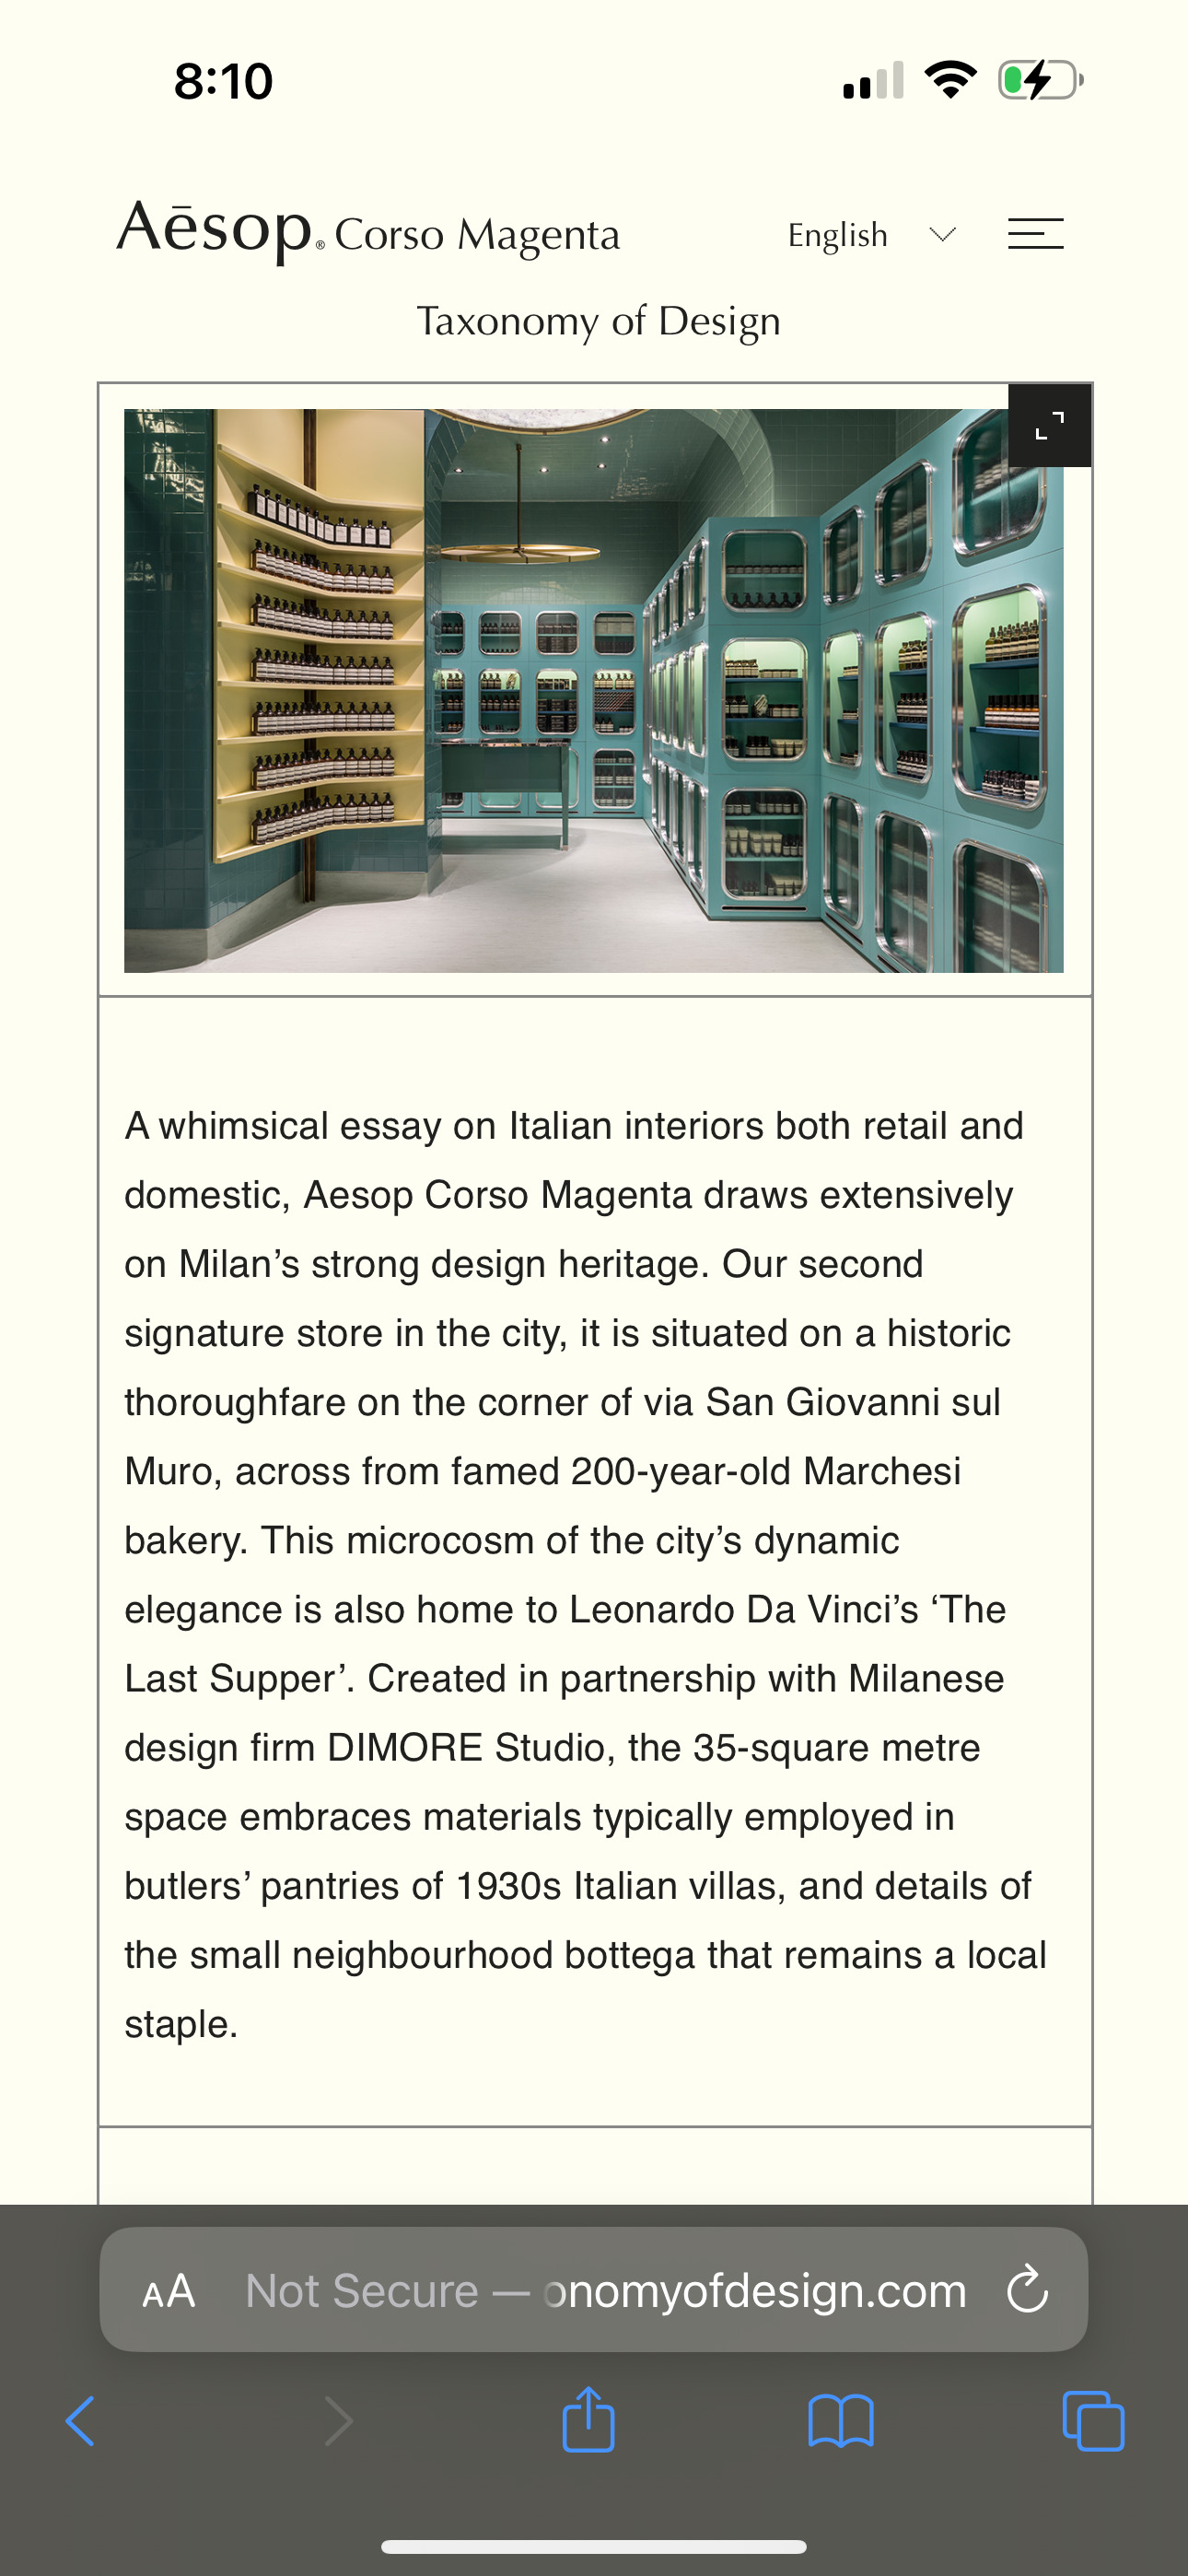 8:10
Aēsop® Corso Magenta
English
Taxonomy of Design
A whimsical essay on Italian interiors both retail and
domestic, Aesop Corso Magenta draws extensively
on Milan’s strong design heritage. Our second
signature store in the city, it is situated on a historic
thoroughfare on the corner of via San Giovanni sul
Muro, across from famed 200-year-old Marchesi
bakery. This microcosm of the city’s dynamic
elegance is also home to Leonardo Da Vinci’s ‘The
Last Supper’. Created in partnership with Milanese
design firm DIMORE Studio, the 35-square metre
space embraces materials typically employed in
butlers’ pantries of 1930s Italian villas, and details of
the small neighbourhood bottega that remains a local
staple.
AA Not Secure — onomyofdesign.com